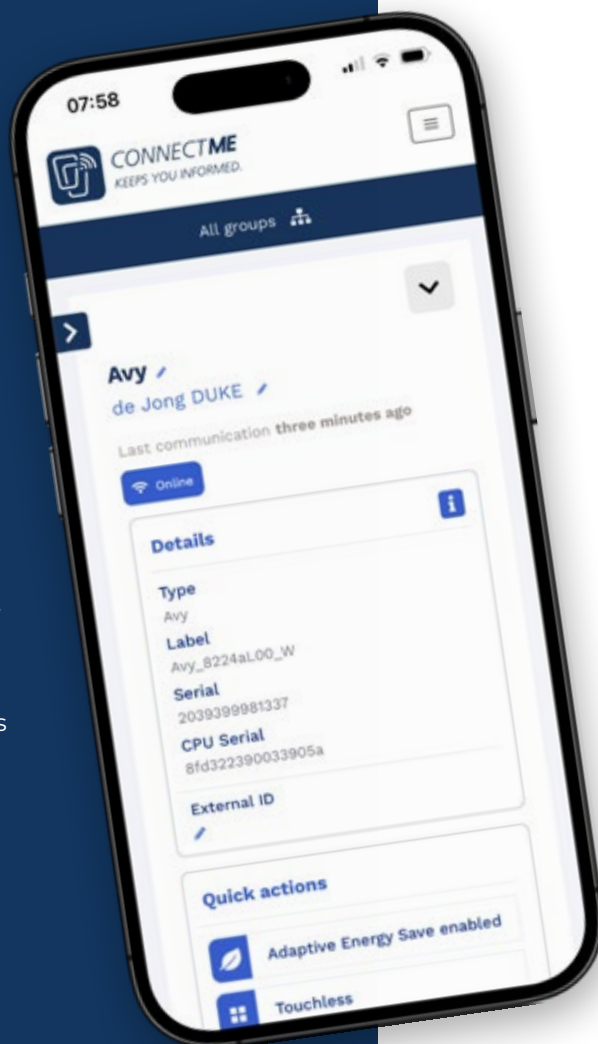 07:58
CONNECTME
KEEPS YOU INFORMED.
All groups
Avy
de Jong DUKE
Last communication three minutes ago
Online
Details
Type
Avy
Label
Avy_8224aL00_W
Serial
2039399981337
CPU Serial
8fd322390033905a
External ID
Quick actions
Adaptive Energy Save enabled
Touchless
s